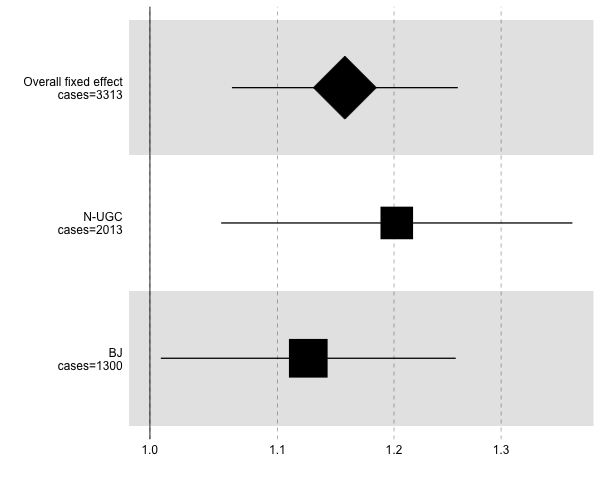 Overall fixed effect
cases=3313
N-UGC
cases=2013
BJ
cases=1300
1.0 1.1 1.2 1.3